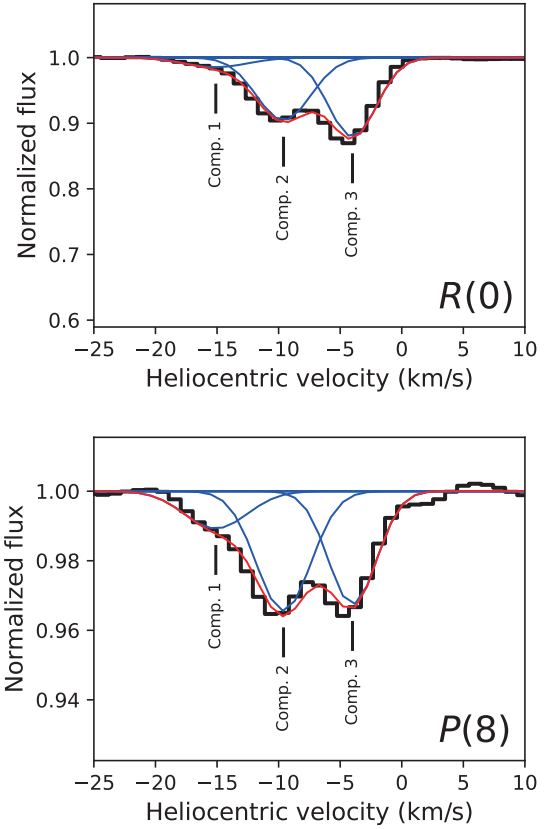 1.0
0.9
0.8
0.7
0.6
Normalized flux
Comp. 1
Comp. 2
Comp. 3
R(0)
−25 −20 −15 −10 −5 0 5 10
Heliocentric velocity (km/s)
1.00
0.98
0.96
0.94
Normalized flux
Comp. 1
Comp. 2
Comp. 3
P(8)
−25 −20 −15 −10 −5 0 5 10
Heliocentric velocity (km/s)